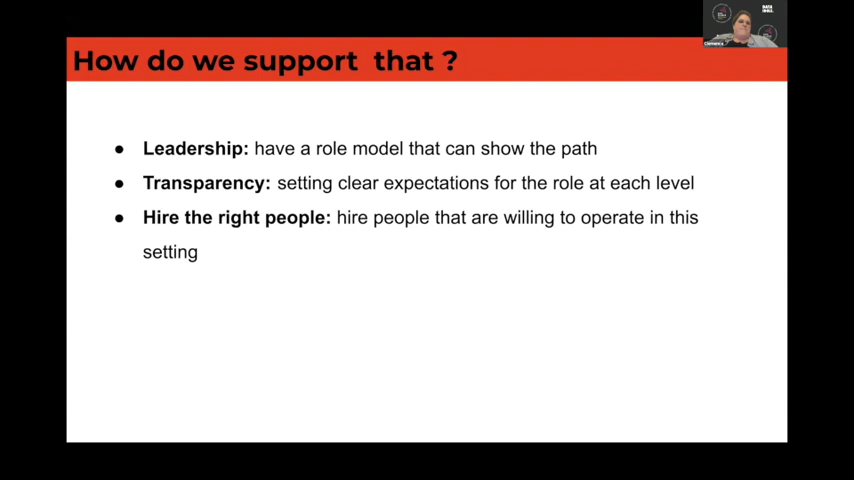 How do we support that ?
● Leadership: have a role model that can show the path
● Transparency: setting clear expectations for the role at each level
● Hire the right people: hire people that are willing to operate in this
setting
DATA
Clemence